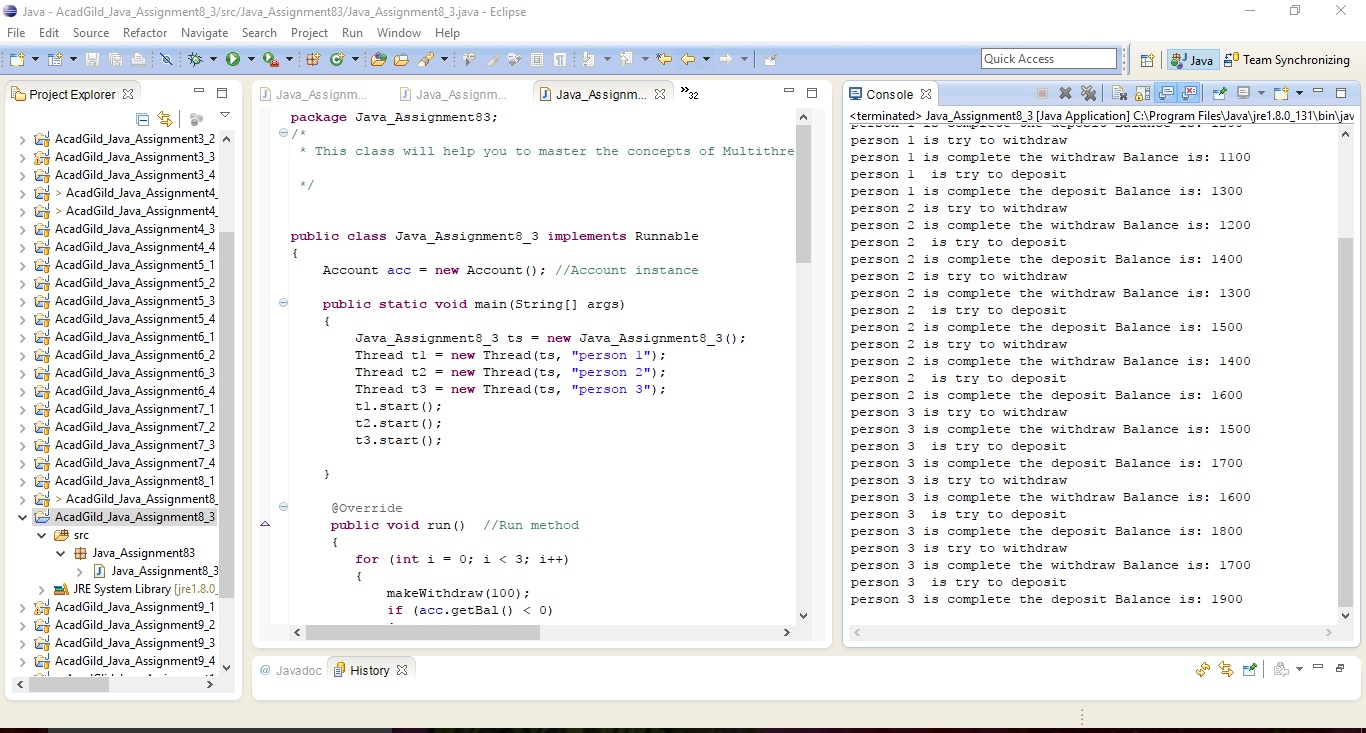 Java - AcadGild_Java_Assignment8_3/src/Java_Assignment83/Java_Assignment8_3.java - Eclipse
File Edit Source Refactor Navigate Search Project Run Window Help
Quick Access
Java
Team Synchronizing
Project Explorer
AcadGild_Java_Assignment3_2
AcadGild_Java_Assignment3_3
AcadGild_Java_Assignment3_4
> AcadGild_Java_Assignment4_
> AcadGild_Java_Assignment4_
AcadGild_Java_Assignment4_3
AcadGild_Java_Assignment4_4
AcadGild_Java_Assignment5_1
AcadGild_Java_Assignment5_2
AcadGild_Java_Assignment5_3
AcadGild_Java_Assignment5_4
AcadGild_Java_Assignment6_1
AcadGild_Java_Assignment6_2
AcadGild_Java_Assignment6_3
AcadGild_Java_Assignment6_4
AcadGild_Java_Assignment7_1
AcadGild_Java_Assignment7_2
AcadGild_Java_Assignment7_3
AcadGild_Java_Assignment7_4
AcadGild_Java_Assignment8_1
> AcadGild_Java_Assignment8_
AcadGild_Java_Assignment8_3
src
Java_Assignment83
Java_Assignment8_3
JRE System Library [jre1.8.0_
AcadGild_Java_Assignment9_1
AcadGild_Java_Assignment9_2
AcadGild_Java_Assignment9_3
AcadGild_Java_Assignment9_4
Java_Assignm... Java_Assignm... Java_Assignm... »32
package Java_Assignment83;
/*
* This class will help you to master the concepts of Multithre
*/
public class Java_Assignment8_3 implements Runnable
{
Account acc = new Account(); //Account instance
public static void main(String[] args)
{
Java_Assignment8_3 ts = new Java_Assignment8_3();
Thread t1 = new Thread(ts, "person 1");
Thread t2 = new Thread(ts, "person 2");
Thread t3 = new Thread(ts, "person 3");
t1.start();
t2.start();
t3.start();
}
@Override
public void run() //Run method
{
for (int i = 0; i < 3; i++)
{
makeWithdraw(100);
if (acc.getBal() < 0)
Console
<terminated> Java_Assignment8_3 [Java Application] C:\Program Files\Java\jre1.8.0_131\bin\jav
person 1 is complete the deposit Balance is: 1200
person 1 is try to withdraw
person 1 is complete the withdraw Balance is: 1100
person 1  is try to deposit
person 1 is complete the deposit Balance is: 1300
person 2 is try to withdraw
person 2 is complete the withdraw Balance is: 1200
person 2  is try to deposit
person 2 is complete the deposit Balance is: 1400
person 2 is try to withdraw
person 2 is complete the withdraw Balance is: 1300
person 2  is try to deposit
person 2 is complete the deposit Balance is: 1500
person 2 is try to withdraw
person 2 is complete the withdraw Balance is: 1400
person 2  is try to deposit
person 2 is complete the deposit Balance is: 1600
person 3 is try to withdraw
person 3 is complete the withdraw Balance is: 1500
person 3  is try to deposit
person 3 is complete the deposit Balance is: 1700
person 3 is try to withdraw
person 3 is complete the withdraw Balance is: 1600
person 3  is try to deposit
person 3 is complete the deposit Balance is: 1800
person 3 is try to withdraw
person 3 is complete the withdraw Balance is: 1700
person 3  is try to deposit
person 3 is complete the deposit Balance is: 1900
@ Javadoc History